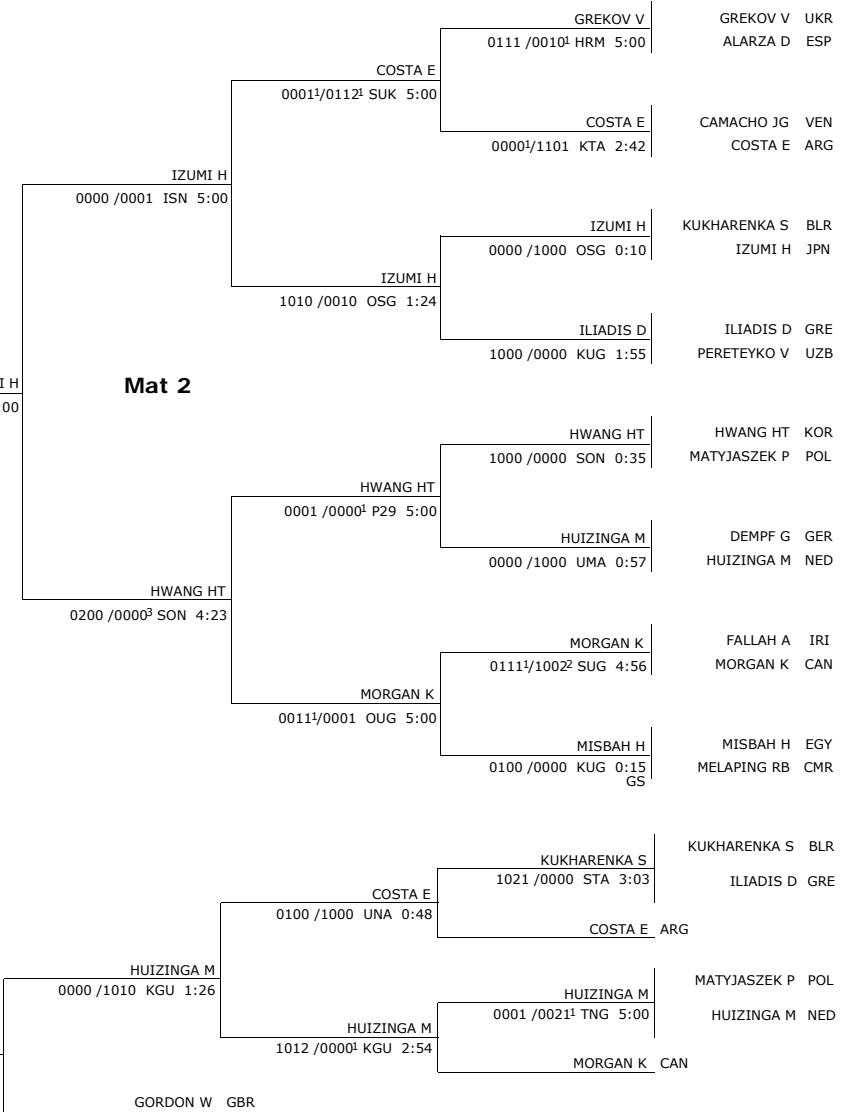 GREKOV V GREKOV V UKR
0111 /0010¹ HRM 5:00 ALARZA D ESP
COSTA E
0001¹/0112¹ SUK 5:00
COSTA E CAMACHO JG VEN
0000¹/1101 KTA 2:42 COSTA E ARG
IZUMI H
0000 /0001 ISN 5:00
IZUMI H KUKHARENKA S BLR
0000 /1000 OSG 0:10 IZUMI H JPN
IZUMI H
1010 /0010 OSG 1:24
ILIADIS D ILIADIS D GRE
1000 /0000 KUG 1:55 PERETEYKO V UZB
I H Mat 2
:00
HWANG HT HWANG HT KOR
1000 /0000 SON 0:35 MATYJASZEK P POL
HWANG HT
0001 /0000¹ P29 5:00
HUIZINGA M DEMPF G GER
0000 /1000 UMA 0:57 HUIZINGA M NED
HWANG HT
0200 /0000³ SON 4:23
MORGAN K FALLAH A IRI
0111¹/1002² SUG 4:56 MORGAN K CAN
MORGAN K
0011¹/0001 OUG 5:00
MISBAH H MISBAH H EGY
0100 /0000 KUG 0:15 MELAPING RB CMR
GS
KUKHARENKA S BLR
KUKHARENKA S
1021 /0000 STA 3:03 ILIADIS D GRE
COSTA E
0100 /1000 UNA 0:48
COSTA E ARG
HUIZINGA M
0000 /1010 KGU 1:26
MATYJASZEK P POL
HUIZINGA M
0001 /0021¹ TNG 5:00 HUIZINGA M NED
HUIZINGA M
1012 /0000¹ KGU 2:54
MORGAN K CAN
GORDON W GBR